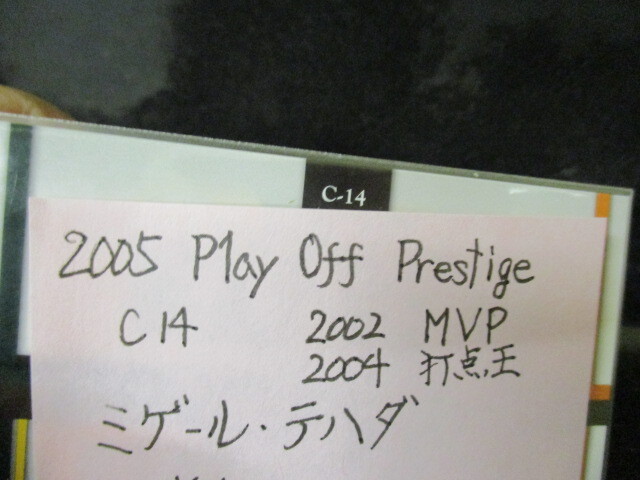 C-14
2005 Play Off Prestige
C14 2002 MVP
2004 打点王
ミゲール・テハダ